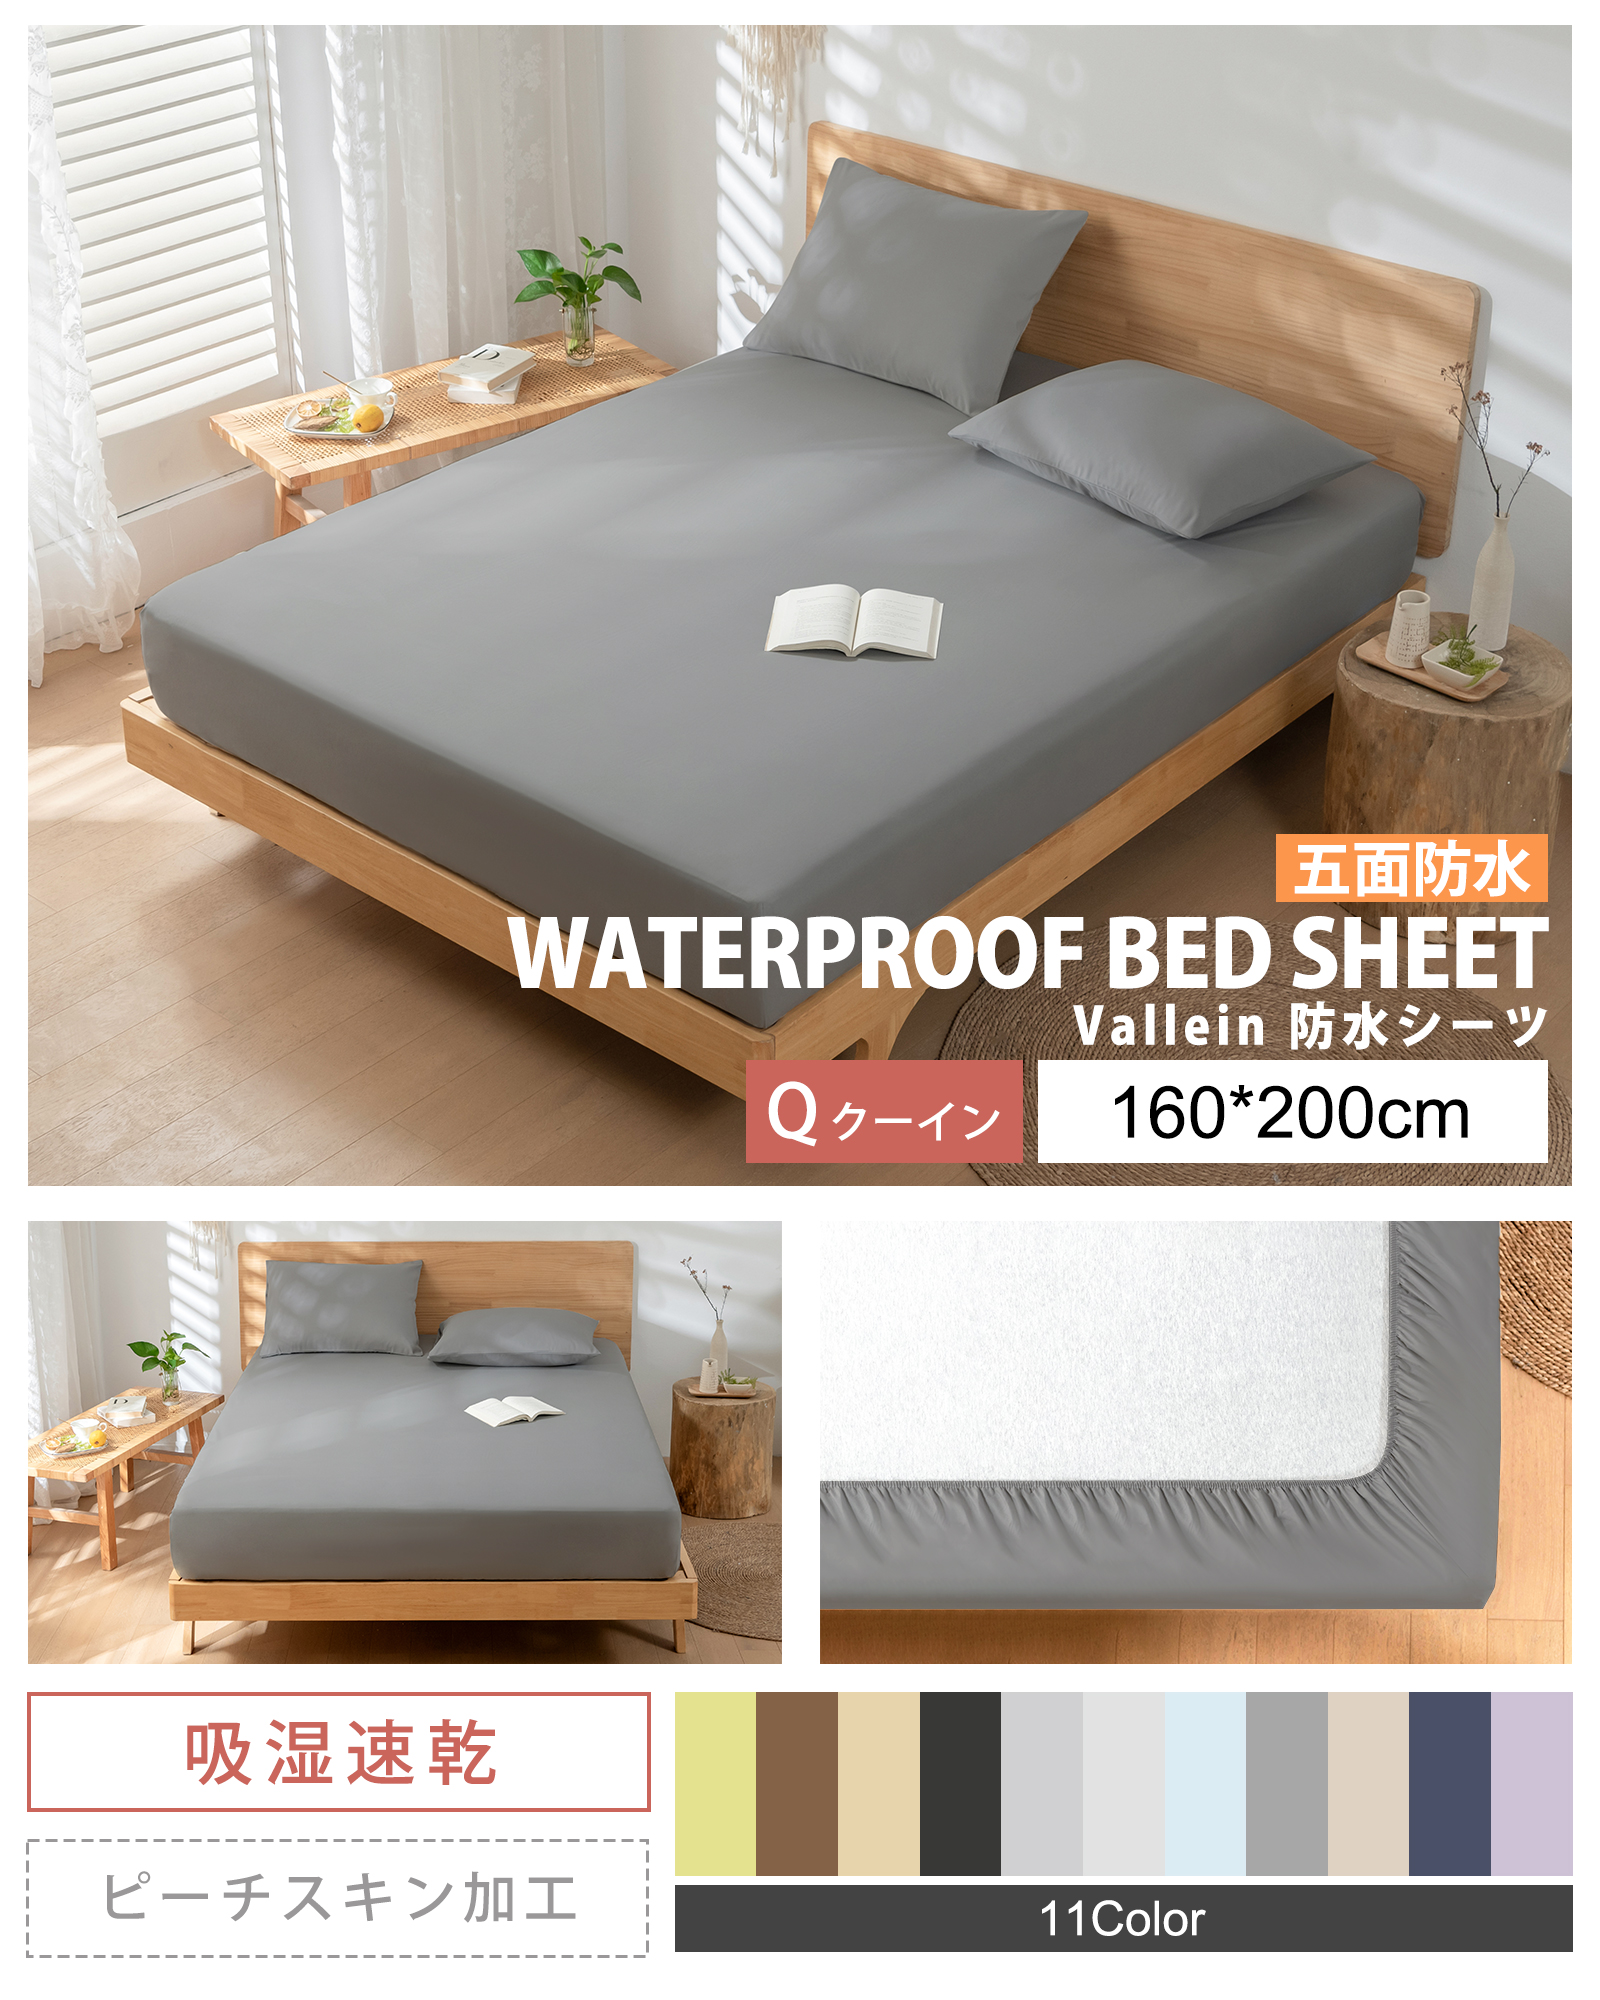 五面防水
WATERPROOF BED SHEET
Vallein 防水シーツ
Q クーイン
160*200cm
吸湿速乾
ピーチスキン加工
11Color